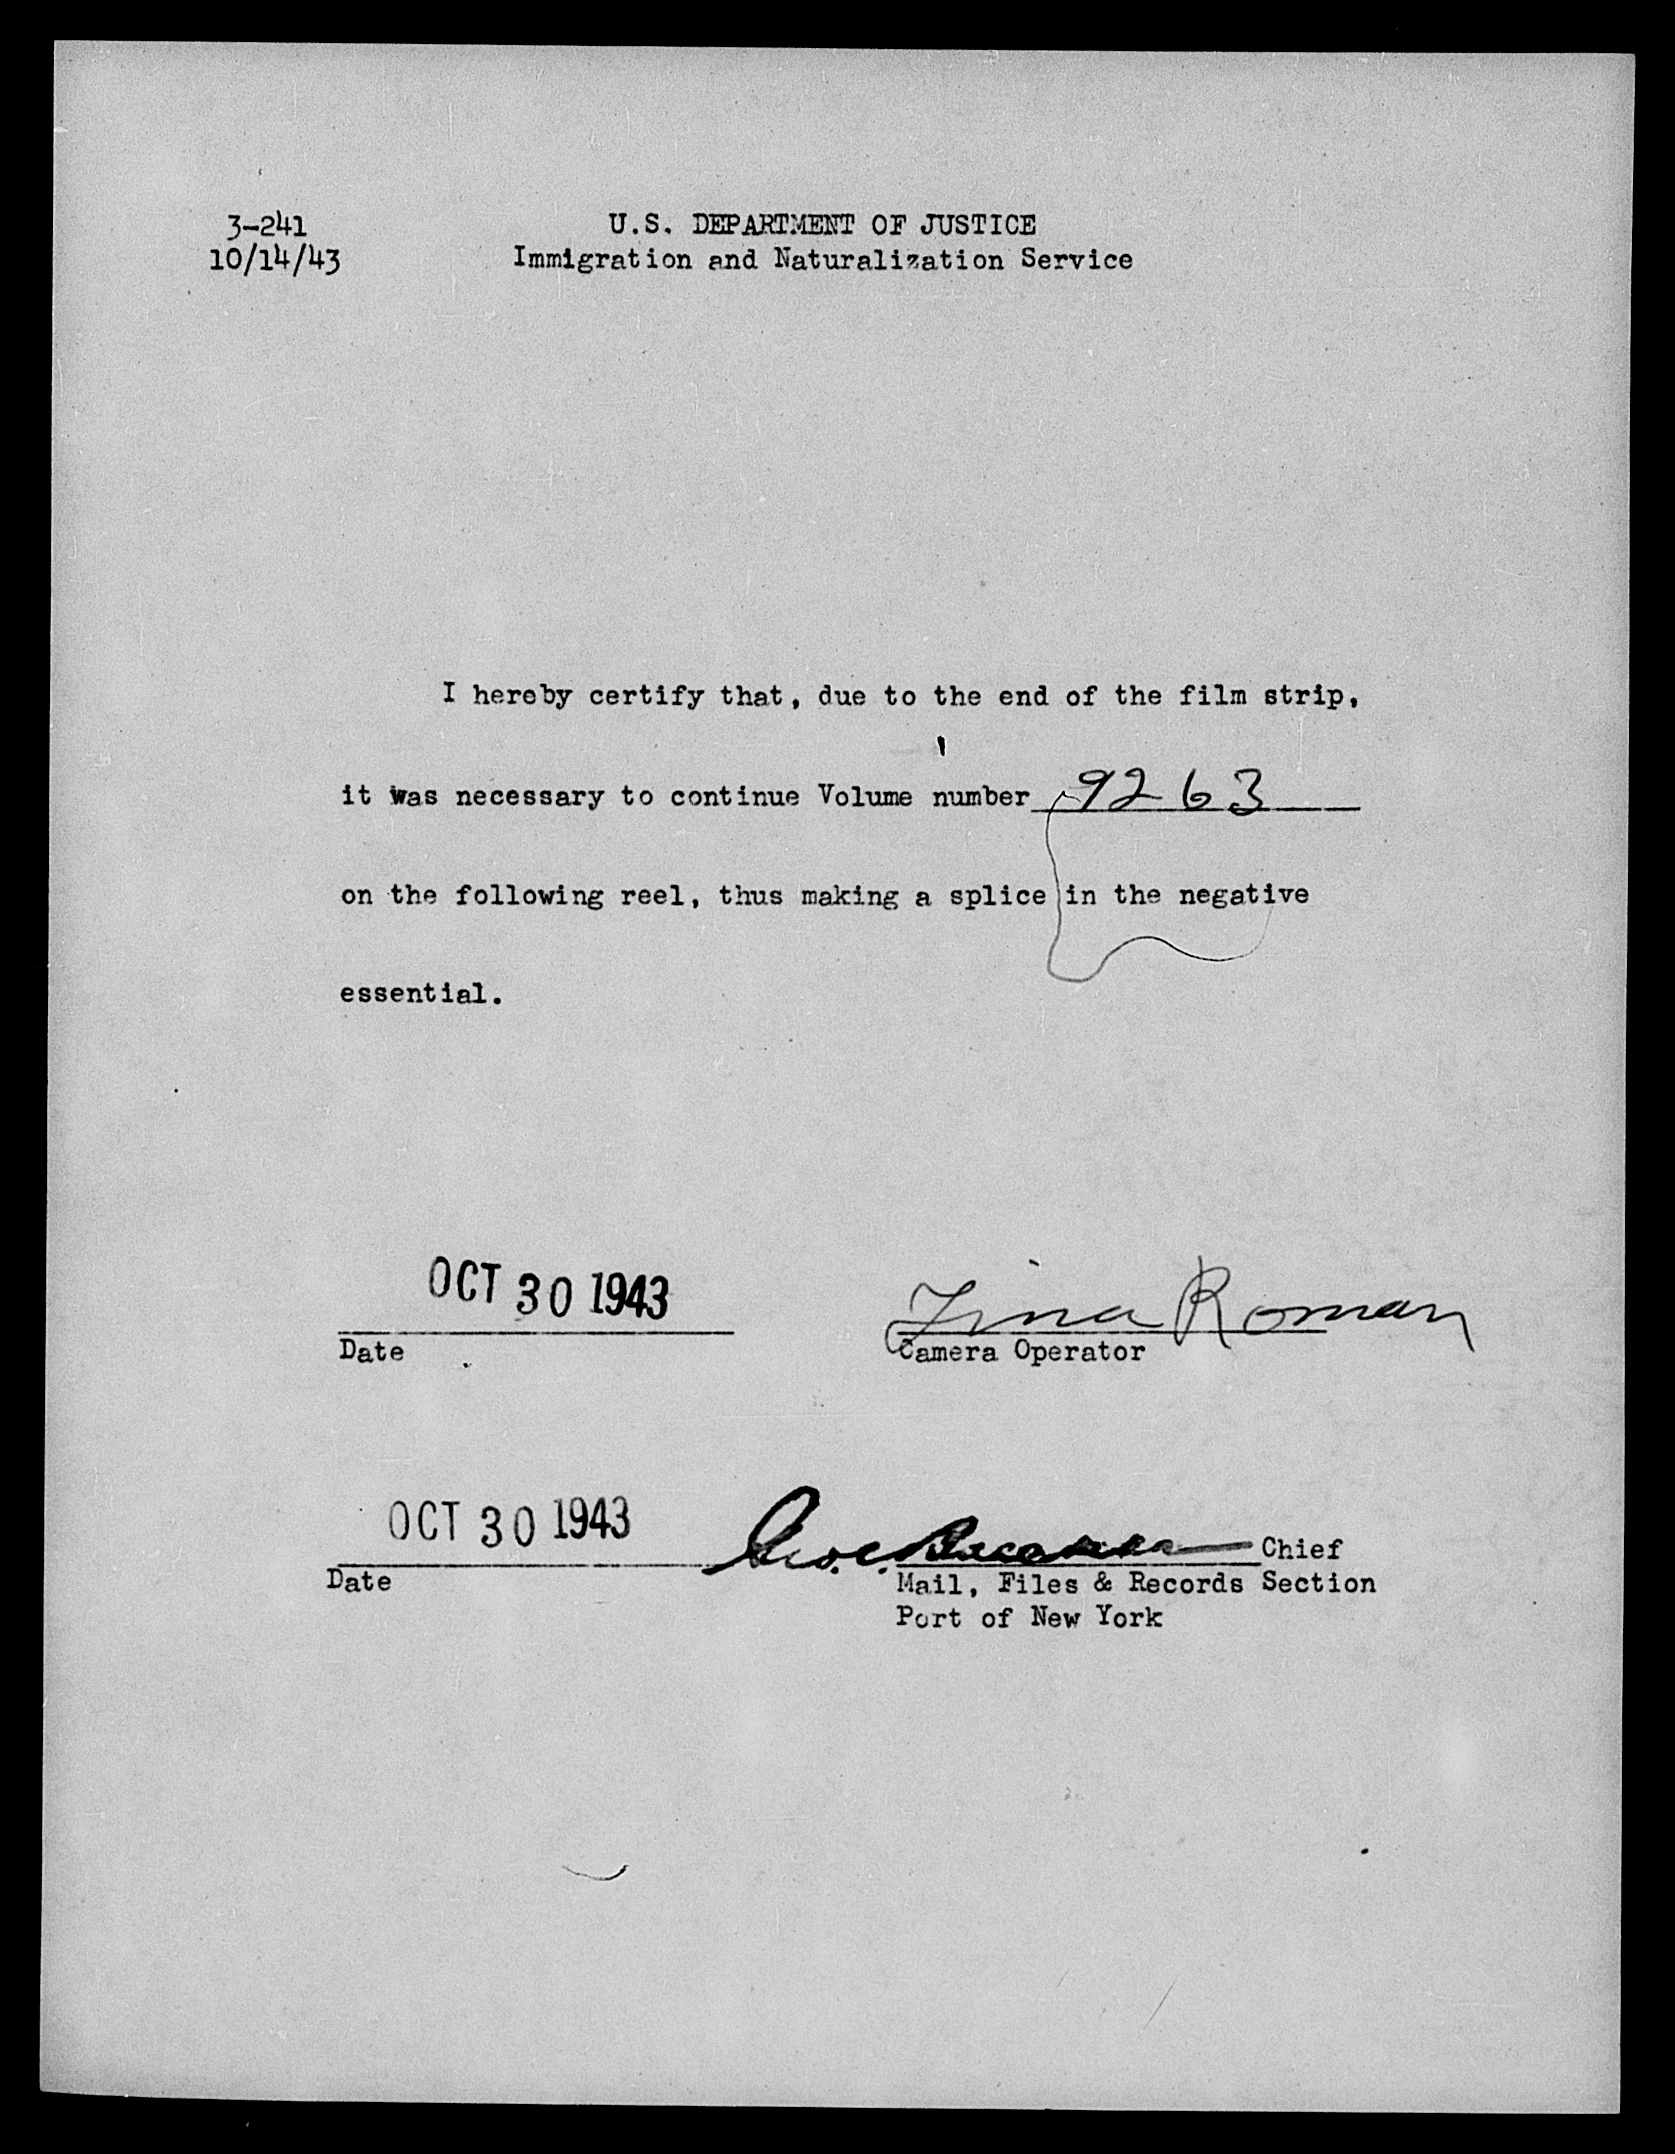 3-241
10/14/43
U.S. DEPARTMENT OF JUSTICE
Immigration and Naturalization Service
I hereby certify that, due to the end of the film strip,
it was necessary to continue Volume number 9263
on the following reel, thus making a splice in the negative
essential.
OCT 30 1943
Date
Tina Roman
Camera Operator
OCT 30 1943
Date
Geo. C. Chief
Mail, Files & Records Section
Port of New York